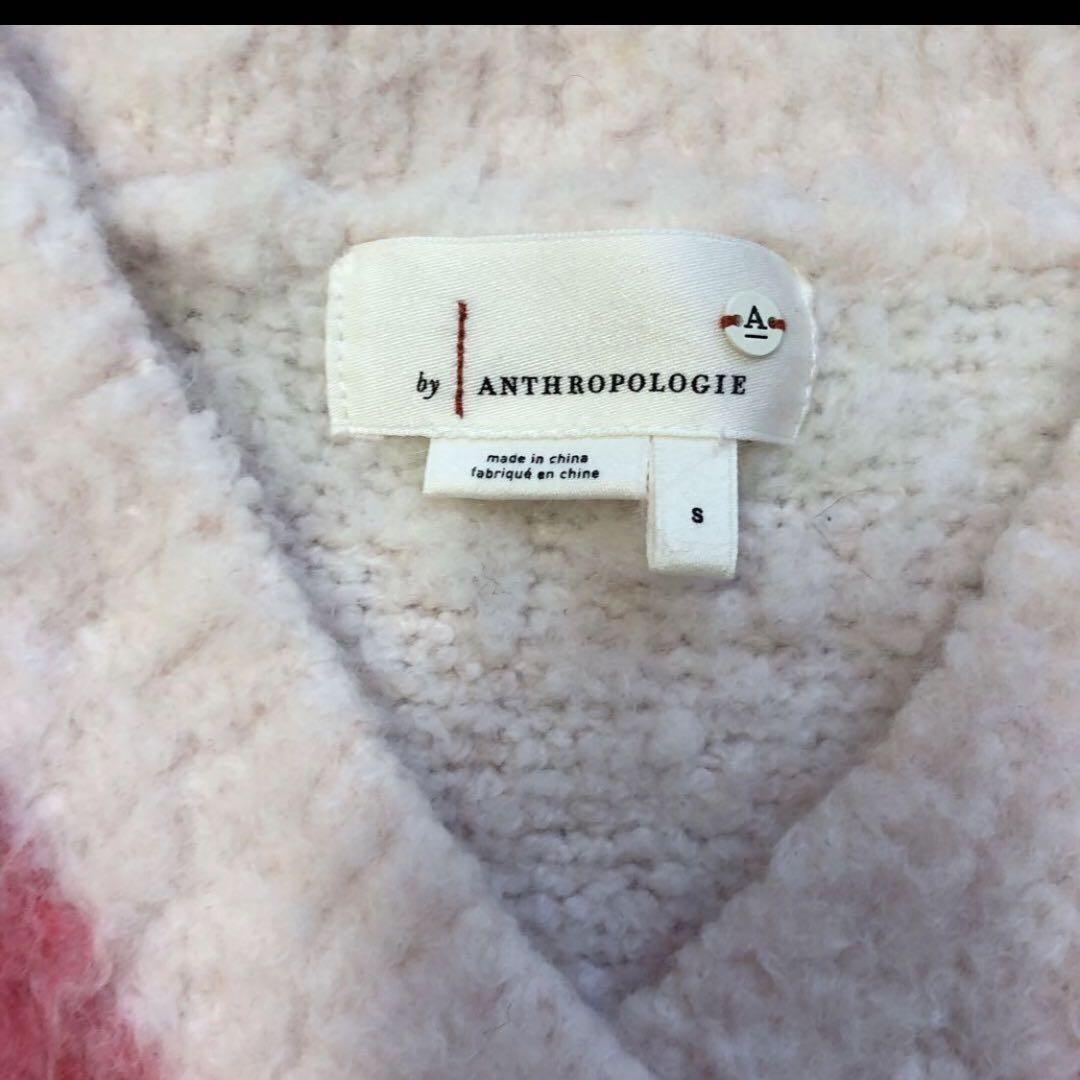 A
by ANTHROPOLOGIE
made in china
fabriqué en chine
S